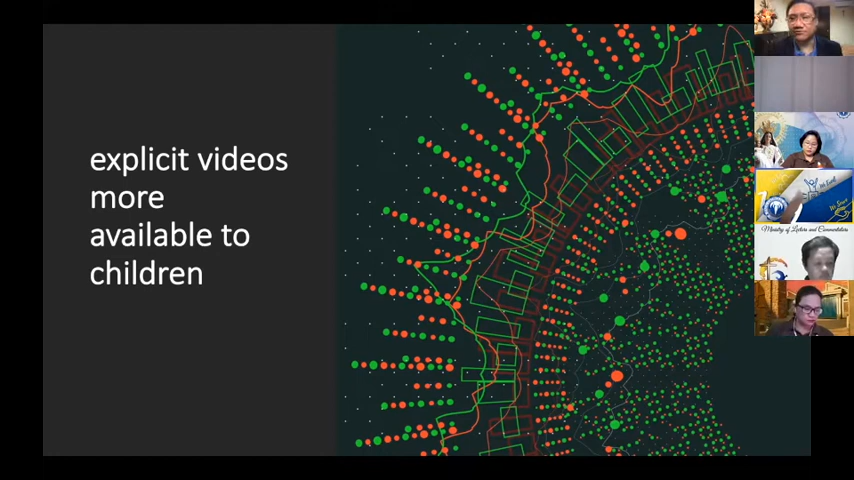 explicit videos
more
available to
children
Ministry of Lectors and Commentators